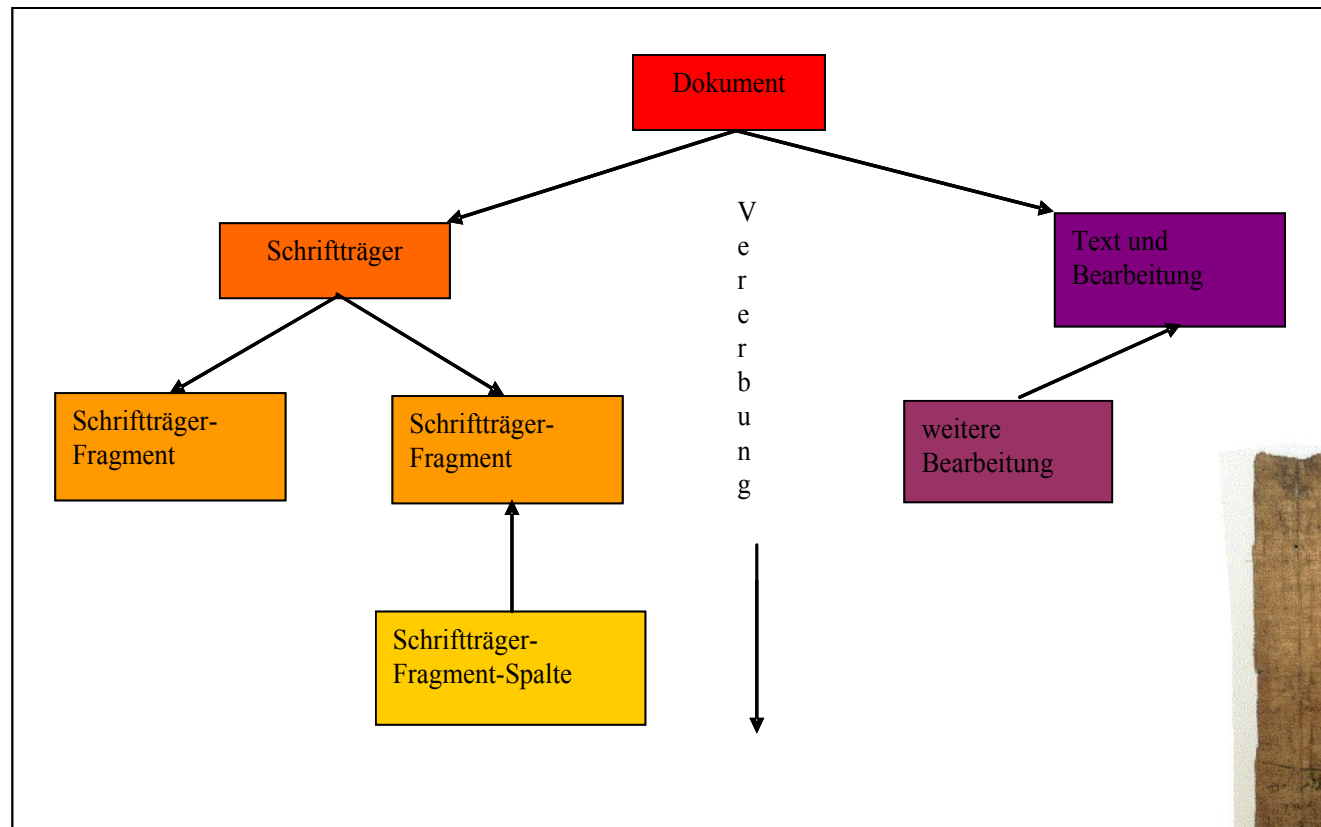 Dokument
Schriftträger
Text und
Bearbeitung
Schriftträger-
Fragment
Schriftträger-
Fragment
weitere
Bearbeitung
Schriftträger-
Fragment-Spalte
V
e
r
e
r
b
u
n
g